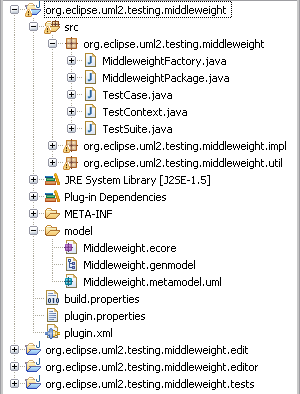 org.eclipse.uml2.testing.middleweight
src
org.eclipse.uml2.testing.middleweight
MiddleweightFactory.java
MiddleweightPackage.java
TestCase.java
TestContext.java
TestSuite.java
org.eclipse.uml2.testing.middleweight.impl
org.eclipse.uml2.testing.middleweight.util
JRE System Library [J2SE-1.5]
Plug-in Dependencies
META-INF
model
Middleweight.ecore
Middleweight.genmodel
Middleweight.metamodel.uml
build.properties
plugin.properties
plugin.xml
org.eclipse.uml2.testing.middleweight.edit
org.eclipse.uml2.testing.middleweight.editor
org.eclipse.uml2.testing.middleweight.tests